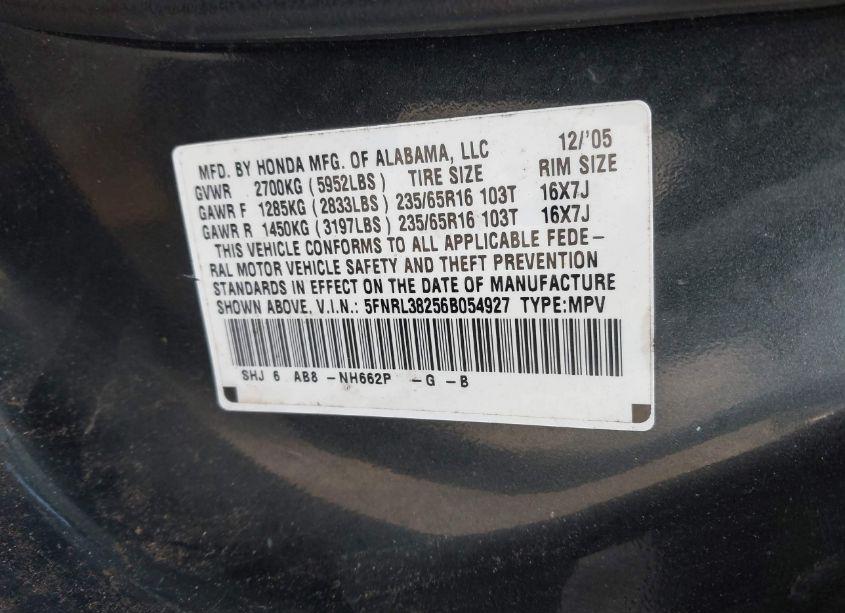 MFD. BY HONDA MFG. OF ALABAMA, LLC 12/'05
GVWR 2700KG (5952LBS) TIRE SIZE RIM SIZE
GAWR F 1285KG (2833LBS) 235/65R16 103T 16X7J
GAWR R 1450KG (3197LBS) 235/65R16 103T 16X7J
THIS VEHICLE CONFORMS TO ALL APPLICABLE FEDE-
RAL MOTOR VEHICLE SAFETY AND THEFT PREVENTION
STANDARDS IN EFFECT ON THE DATE OF MANUFACTURE
SHOWN ABOVE. V.I.N.: 5FNRL38256B054927 TYPE:MPV
SHJ 6 AB8 -NH662P -G -B